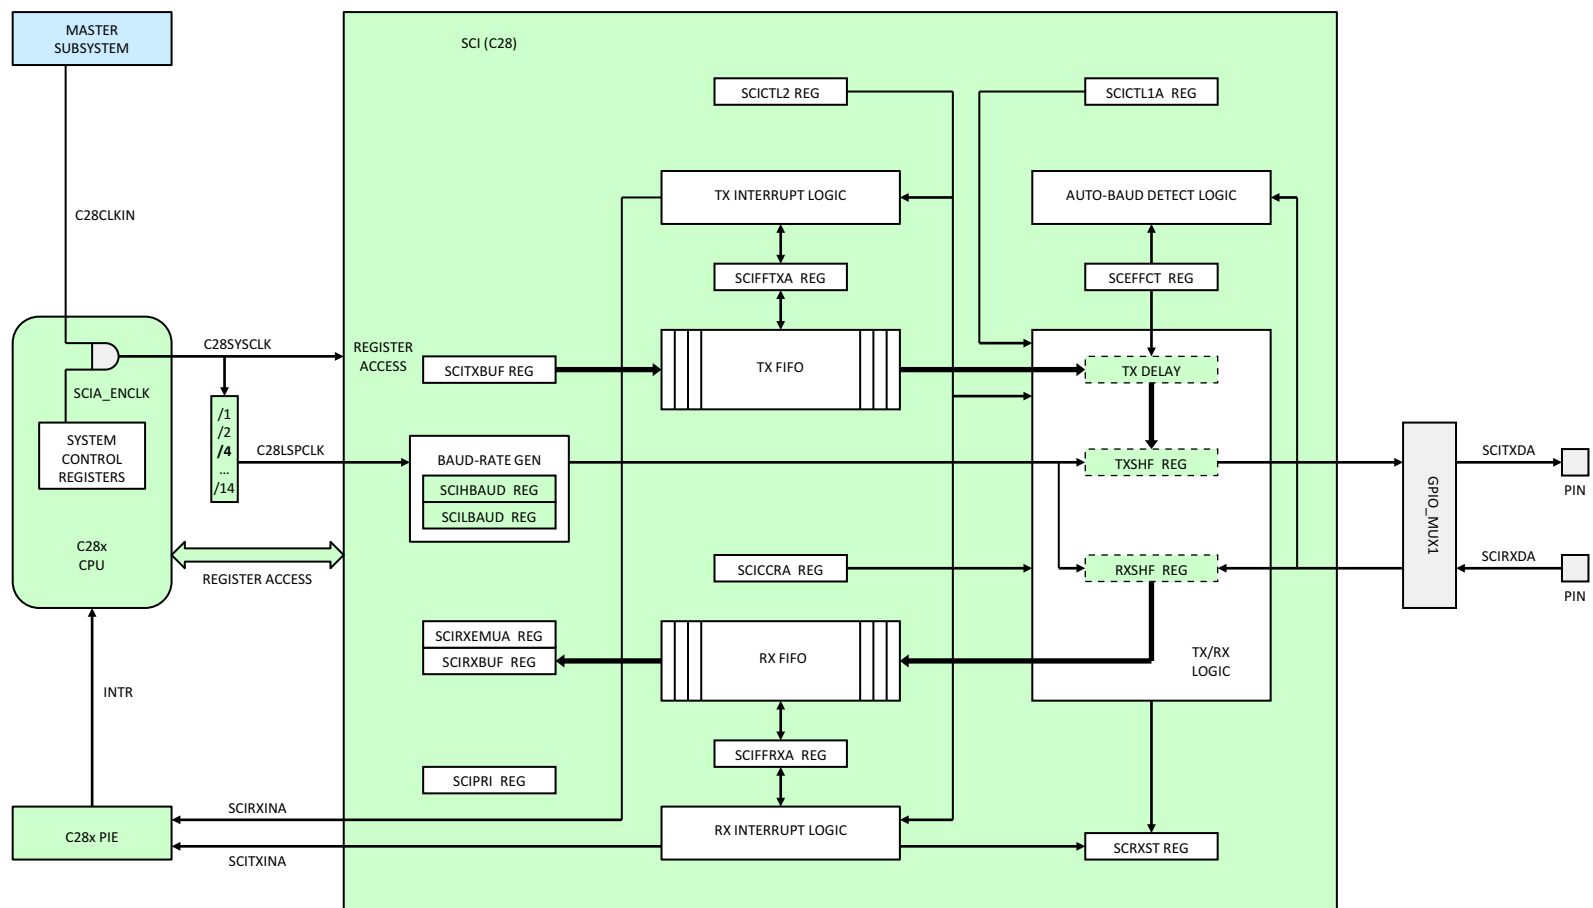 MASTER
SUBSYSTEM
SCI (C28)
SCICTL2 REG
SCICTL1A REG
C28CLKIN
TX INTERRUPT LOGIC
AUTO-BAUD DETECT LOGIC
SCIFFTXA REG
SCEFFCT REG
C28SYSCLK
REGISTER
ACCESS
SCITXBUF REG
TX FIFO
TX DELAY
SCIA_ENCLK
/1
/2
/4
...
/14
SYSTEM
CONTROL
REGISTERS
C28LSPCLK
BAUD-RATE GEN
SCIHBAUD REG
SCILBAUD REG
TXSHF REG
GPIO_MUX1
SCITXDA
PIN
C28x
CPU
REGISTER ACCESS
SCICCRA REG
RXSHF REG
SCIRXDA
PIN
SCIRXEMUA REG
SCIRXBUF REG
RX FIFO
TX/RX
LOGIC
INTR
SCIFFRXA REG
SCIPRI REG
SCIRXINA
C28x PIE
RX INTERRUPT LOGIC
SCRXST REG
SCITXINA